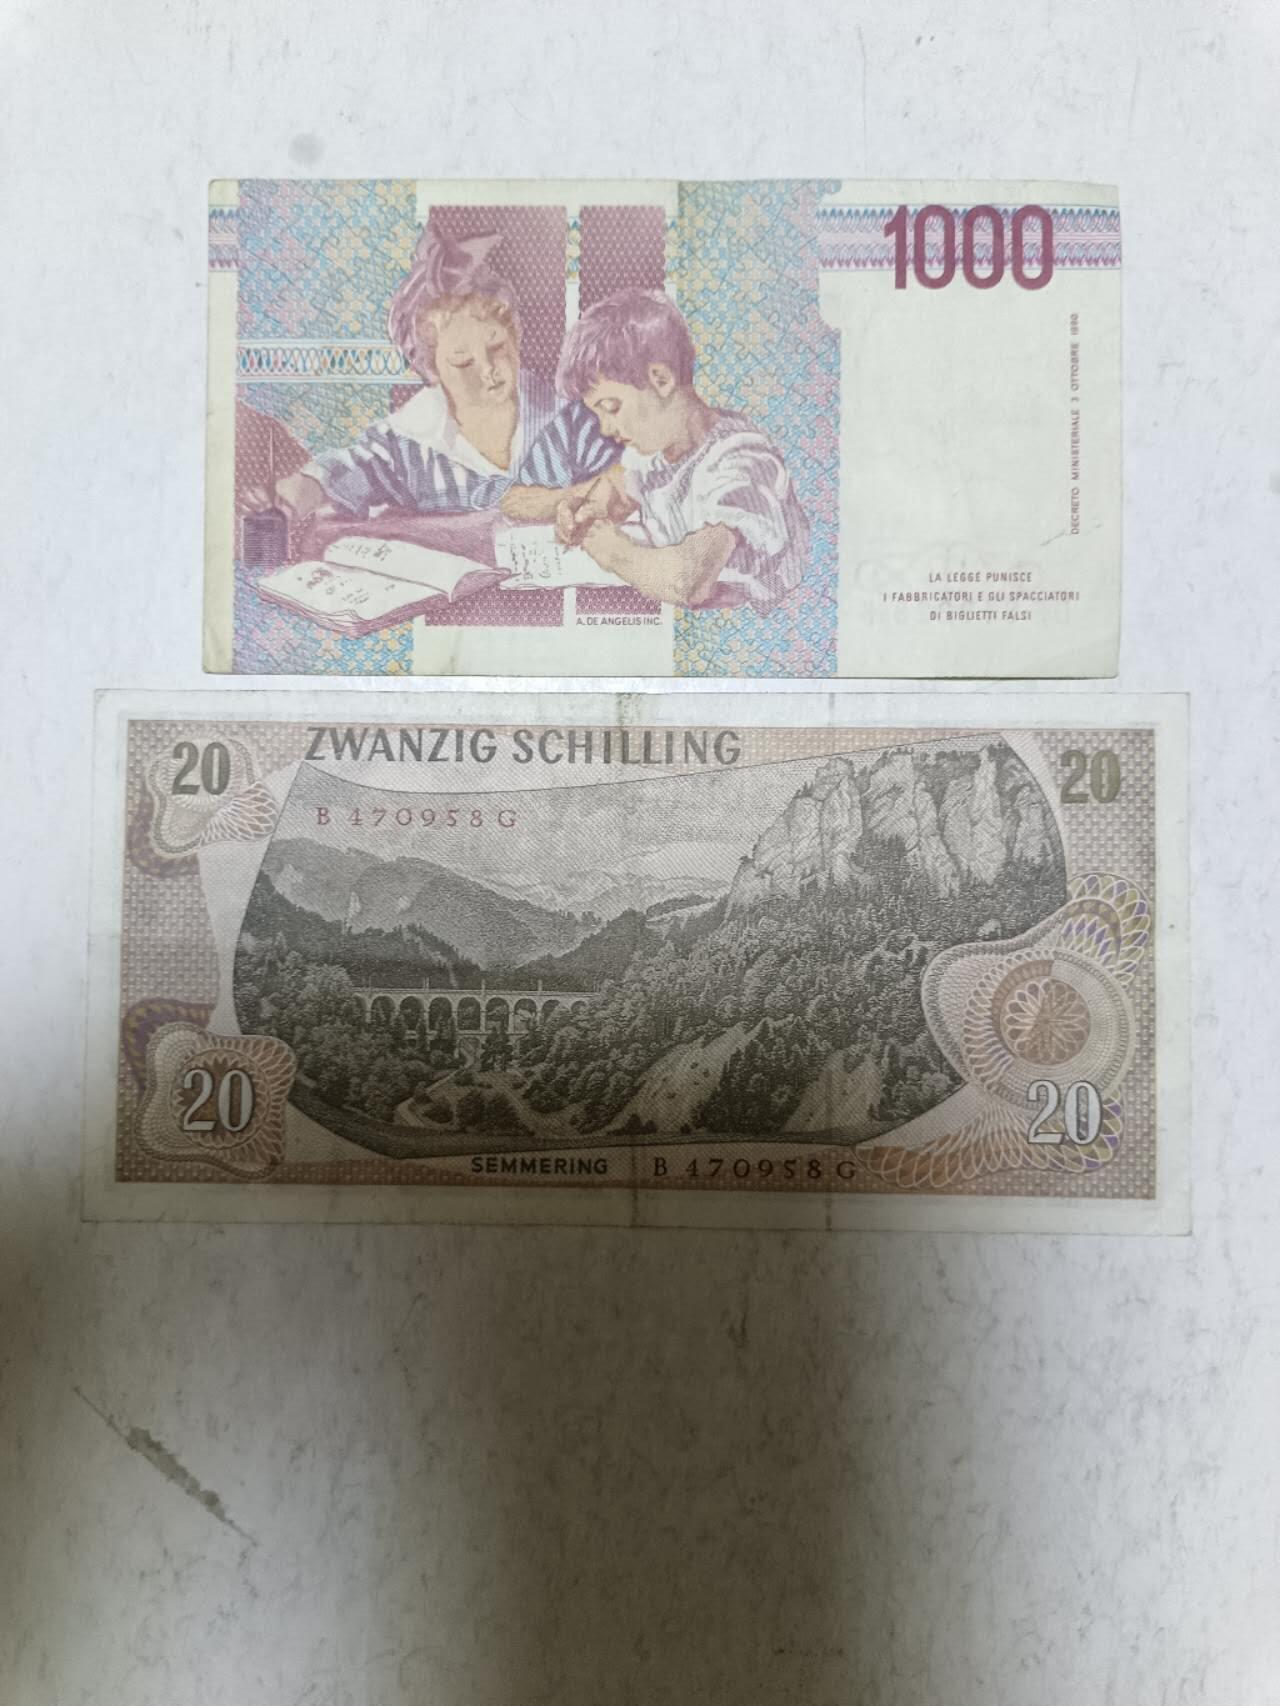 1000
DECRETO MINISTERIALE 3 OTTOBRE 1990
LA LEGGE PUNISCE
I FABBRICATORI E GLI SPACCIATORI
DI BIGLIETTI FALSI
A. DE ANGELIS INC.
20
ZWANZIG SCHILLING
20
B 470958 G
20
20
SEMMERING
B 470958 G